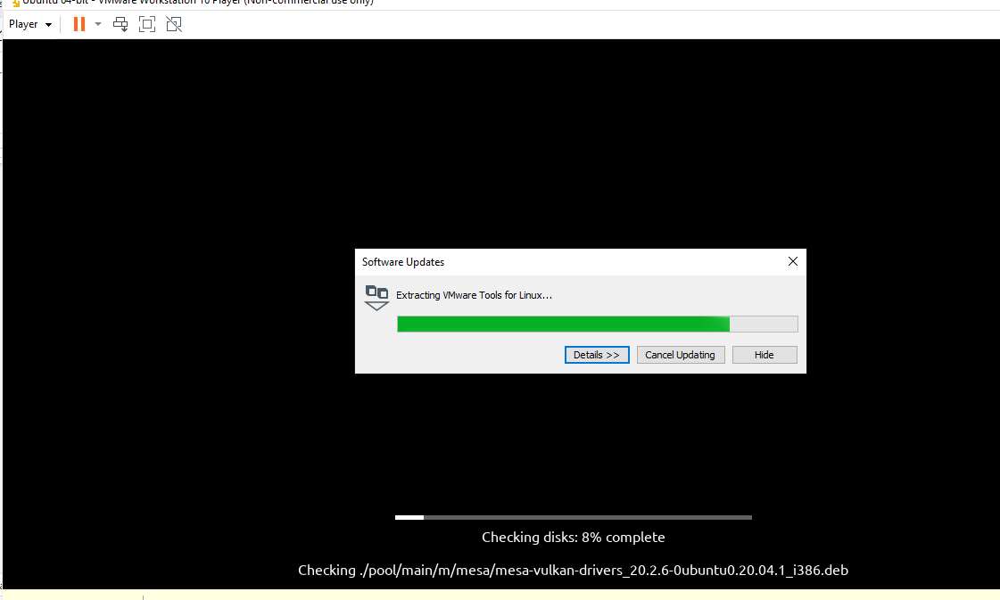 Ubuntu 64-bit - VMware Workstation 16 Player (Non-commercial use only)
Player
Software Updates
Extracting VMware Tools for Linux...
Details >>
Cancel Updating
Hide
Checking disks: 8% complete
Checking ./pool/main/m/mesa/mesa-vulkan-drivers_20.2.6-0ubuntu0.20.04.1_i386.deb